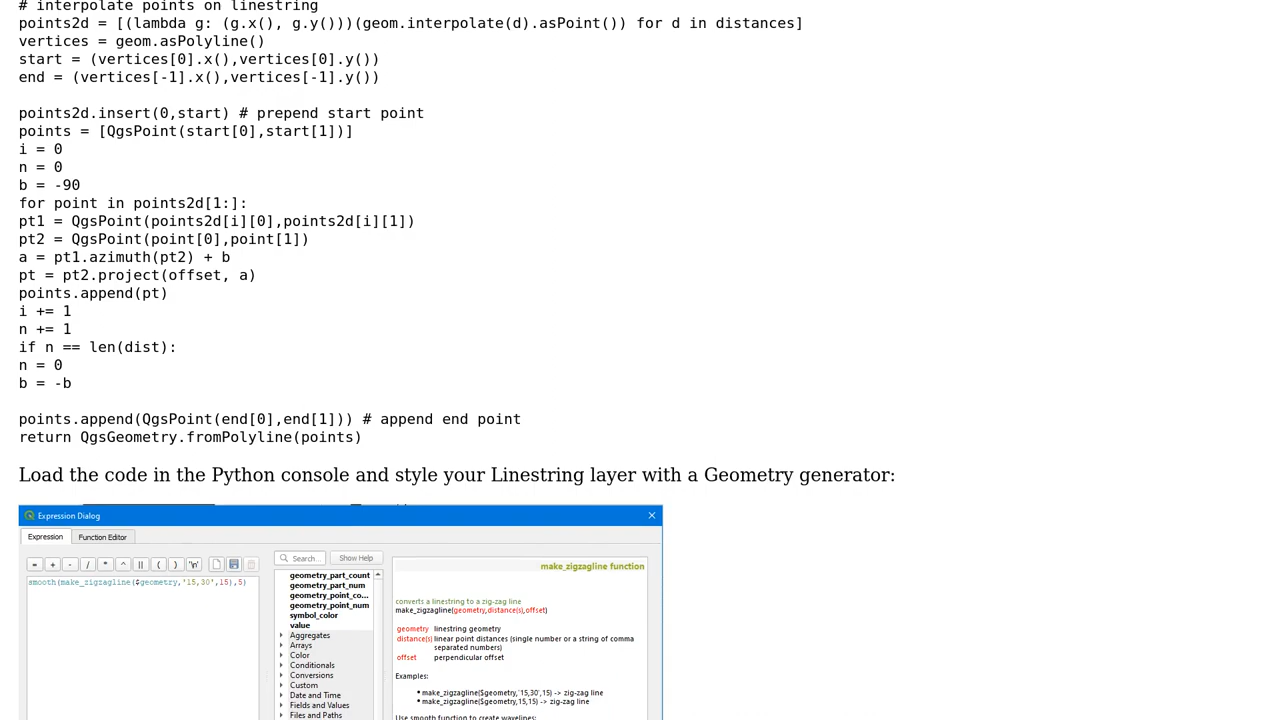 # interpolate points on linestring
points2d = [(lambda g: (g.x(), g.y()))(geom.interpolate(d).asPoint()) for d in distances]
vertices = geom.asPolyline()
start = (vertices[0].x(),vertices[0].y())
end = (vertices[-1].x(),vertices[-1].y())
points2d.insert(0,start) # prepend start point
points = [QgsPoint(start[0],start[1])]
i = 0
n = 0
b = -90
for point in points2d[1:]:
pt1 = QgsPoint(points2d[i][0],points2d[i][1])
pt2 = QgsPoint(point[0],point[1])
a = pt1.azimuth(pt2) + b
pt = pt2.project(offset, a)
points.append(pt)
i += 1
n += 1
if n == len(dist):
n = 0
b = -b
points.append(QgsPoint(end[0],end[1])) # append end point
return QgsGeometry.fromPolyline(points)
Load the code in the Python console and style your Linestring layer with a Geometry generator:
Expression Dialog
Expression
Function Editor
= + - / * ^ || ( ) '\n'
smooth(make_zigzagline($geometry,'15,30',15),5)
Search
Show Help
geometry_part_count
geometry_part_num
geometry_point_co...
geometry_point_num
symbol_color
value
Aggregates
Arrays
Color
Conditionals
Conversions
Custom
Date and Time
Fields and Values
Files and Paths
make_zigzagline function
converts a linestring to a zig-zag line
make_zigzagline(geometry,distance(s),offset)
geometry linestring geometry
distance(s) linear point distances (single number or a string of comma
separated numbers)
offset perpendicular offset
Examples:
• make_zigzagline($geometry,'15,30',15) -> zig-zag line
• make_zigzagline($geometry,15,15) -> zig-zag line
Use smooth function to create wavelines: